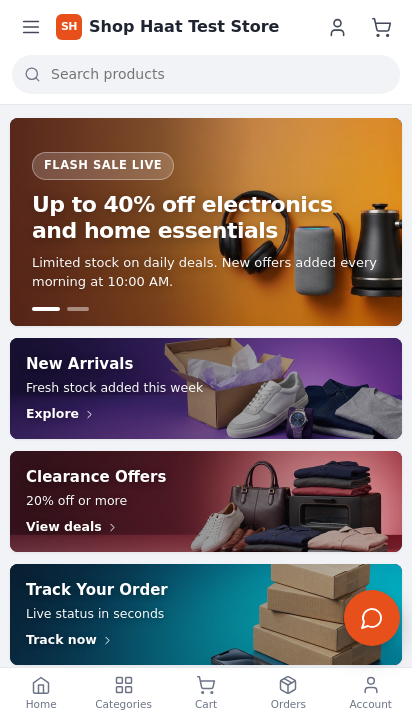 SH Shop Haat Test Store
Search products
FLASH SALE LIVE
Up to 40% off electronics
and home essentials
Limited stock on daily deals. New offers added every
morning at 10:00 AM.
New Arrivals
Fresh stock added this week
Explore
Clearance Offers
20% off or more
View deals
Track Your Order
Live status in seconds
Track now
Home Categories Cart Orders Account